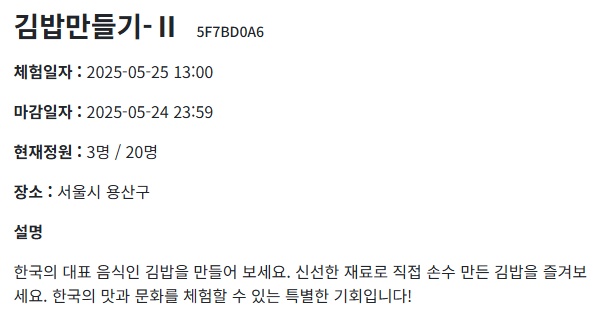 김밥만들기-Ⅱ 5F7BD0A6
체험일자 : 2025-05-25 13:00
마감일자 : 2025-05-24 23:59
현재정원 : 3명 / 20명
장소 : 서울시 용산구
설명
한국의 대표 음식인 김밥을 만들어 보세요. 신선한 재료로 직접 손수 만든 김밥을 즐겨보
세요. 한국의 맛과 문화를 체험할 수 있는 특별한 기회입니다!